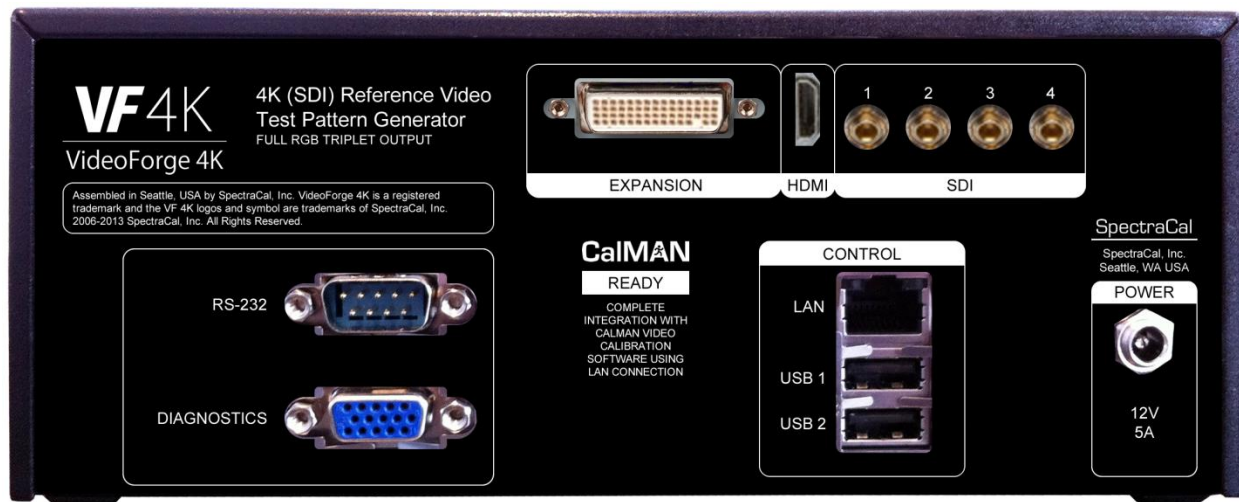 VF4K
VideoForge 4K
4K (SDI) Reference Video
Test Pattern Generator
FULL RGB TRIPLET OUTPUT
Assembled in Seattle, USA by SpectraCal, Inc. VideoForge 4K is a registered
trademark and the VF 4K logos and symbol are trademarks of SpectraCal, Inc.
2006-2013 SpectraCal, Inc. All Rights Reserved.
EXPANSION
HDMI
1 2 3 4
SDI
RS-232
DIAGNOSTICS
CalMAN
READY
COMPLETE
INTEGRATION WITH
CALMAN VIDEO
CALIBRATION
SOFTWARE USING
LAN CONNECTION
CONTROL
LAN
USB 1
USB 2
SpectraCal
SpectraCal, Inc.
Seattle, WA USA
POWER
12V
5A